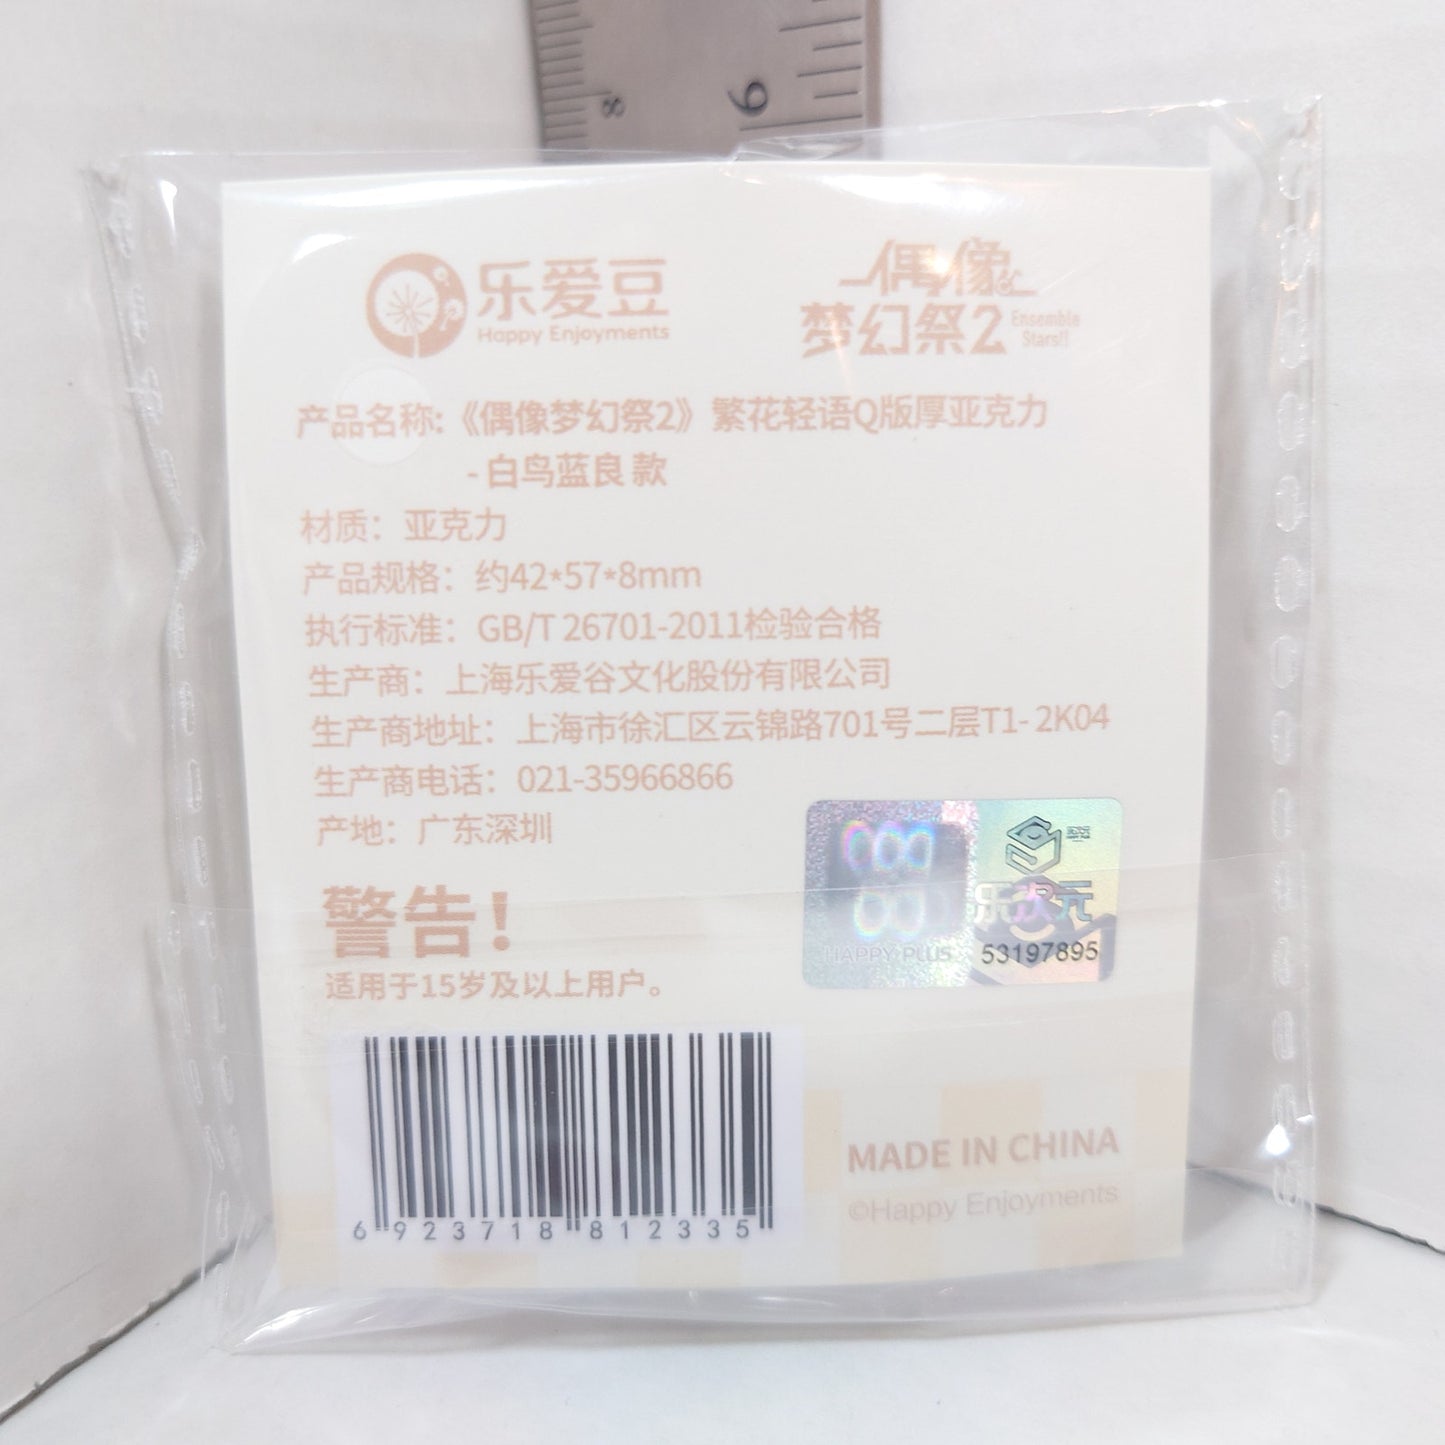 8
6
乐爱豆
Happy Enjoyments
偶像
梦幻祭2
Ensemble
Stars!!
产品名称:《偶像梦幻祭2》繁花轻语Q版厚亚克力
-白鸟蓝良 款
材质：亚克力
产品规格：约42*57*8mm
执行标准：GB/T 26701-2011检验合格
生产商：上海乐爱谷文化股份有限公司
生产商地址：上海市徐汇区云锦路701号二层T1-2K04
生产商电话：021-35966866
产地：广东深圳
警告！
适用于15岁及以上用户。
HAPPY PLUS
乐次元
53197895
6 923718 812335
MADE IN CHINA
©Happy Enjoyments